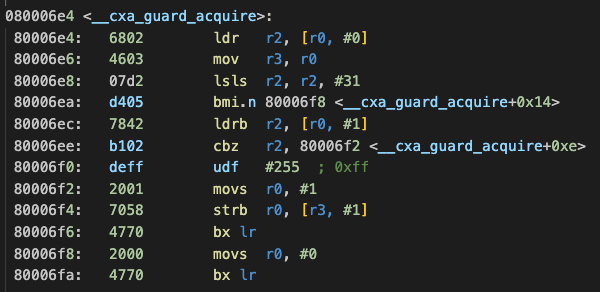 080006e4 <__cxa_guard_acquire>:
80006e4: 6802 ldr r2, [r0, #0]
80006e6: 4603 mov r3, r0
80006e8: 07d2 lsls r2, r2, #31
80006ea: d405 bmi.n 80006f8 <__cxa_guard_acquire+0x14>
80006ec: 7842 ldrb r2, [r0, #1]
80006ee: b102 cbz r2, 80006f2 <__cxa_guard_acquire+0xe>
80006f0: deff udf #255 ; 0xff
80006f2: 2001 movs r0, #1
80006f4: 7058 strb r0, [r3, #1]
80006f6: 4770 bx lr
80006f8: 2000 movs r0, #0
80006fa: 4770 bx lr